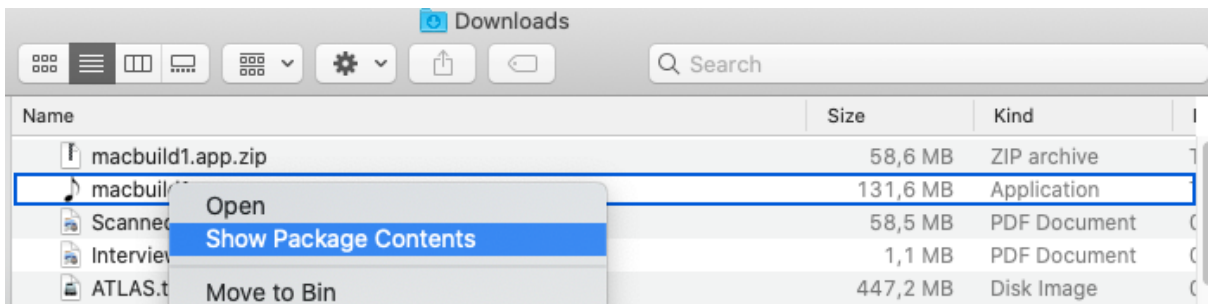 Downloads
Search
Name Size Kind
macbuild1.app.zip 58,6 MB ZIP archive
131,6 MB Application
58,5 MB PDF Document
1,1 MB PDF Document
447,2 MB Disk Image
Open
Show Package Contents
Move to Bin